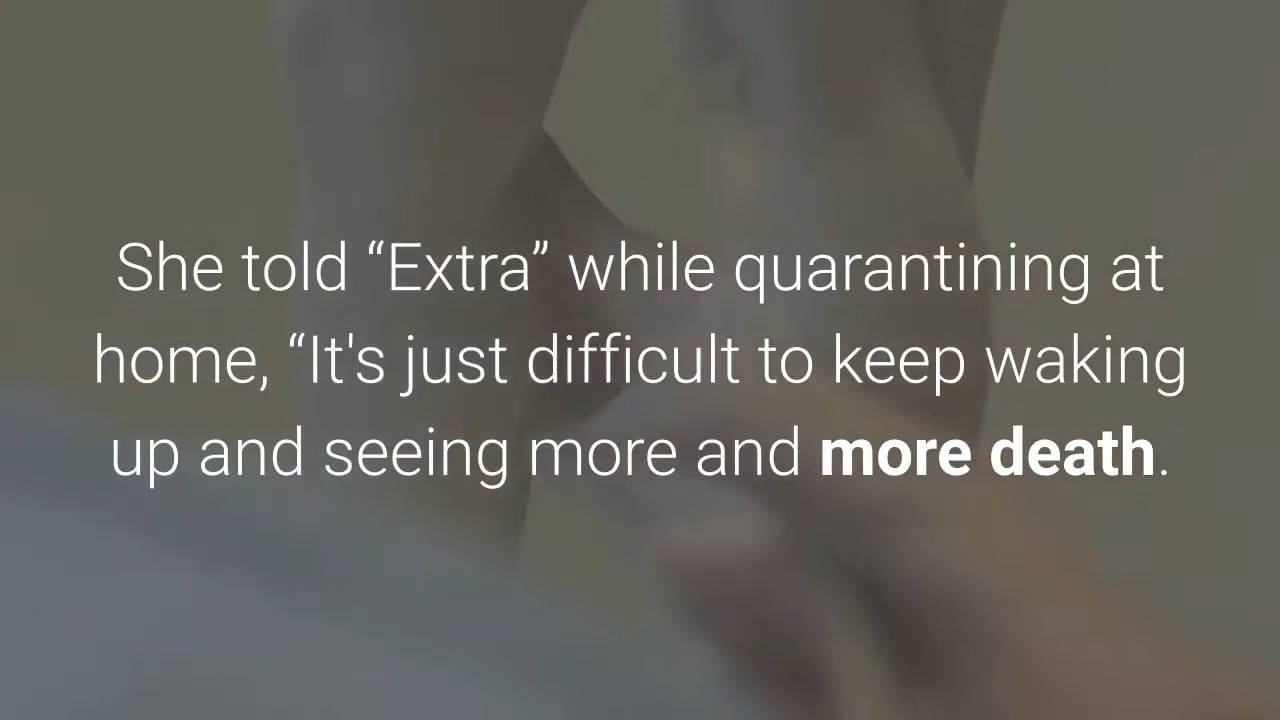 She told “Extra” while quarantining at
home, “It's just difficult to keep waking
up and seeing more and more death.